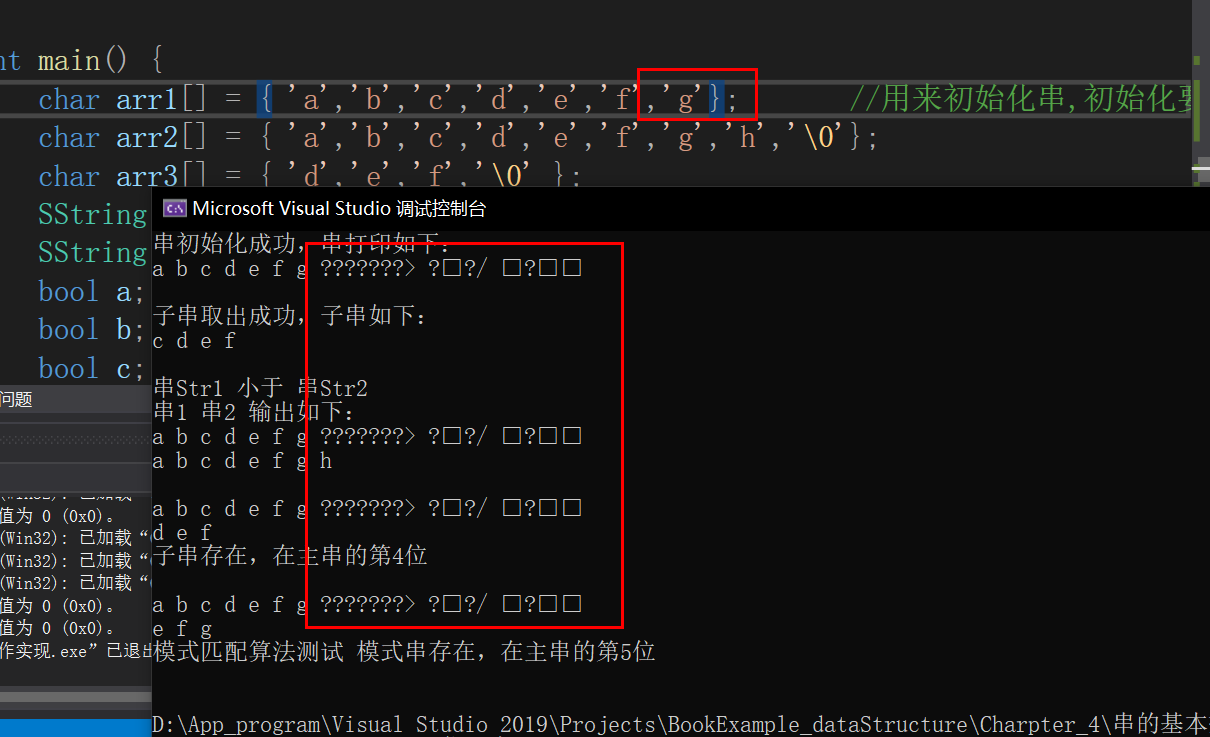 nt main() {
char arr1[] = { 'a','b','c','d','e','f','g'}; //用来初始化串,初始化要
char arr2[] = { 'a','b','c','d','e','f','g','h','\0'};
char arr3[] = { 'd','e','f','\0' };
SString
SString
bool a;
bool b;
bool c;
问题
值为 0 (0x0)。
(Win32): 已加载“
(Win32): 已加载“
(Win32): 已加载“
值为 0 (0x0)。
值为 0 (0x0)。
作实现.exe”已退出
Microsoft Visual Studio 调试控制台
串初始化成功，串打印如下:
a b c d e f g ???????> ?□?/ □?□□
子串取出成功，子串如下:
c d e f
串Str1 小于 串Str2
串1 串2 输出如下:
a b c d e f g ???????> ?□?/ □?□□
a b c d e f g h
a b c d e f g ???????> ?□?/ □?□□
d e f
子串存在，在主串的第4位
a b c d e f g ???????> ?□?/ □?□□
e f g
模式匹配算法测试 模式串存在，在主串的第5位
D:\App_program\Visual Studio 2019\Projects\BookExample_dataStructure\Charpter_4\串的基本